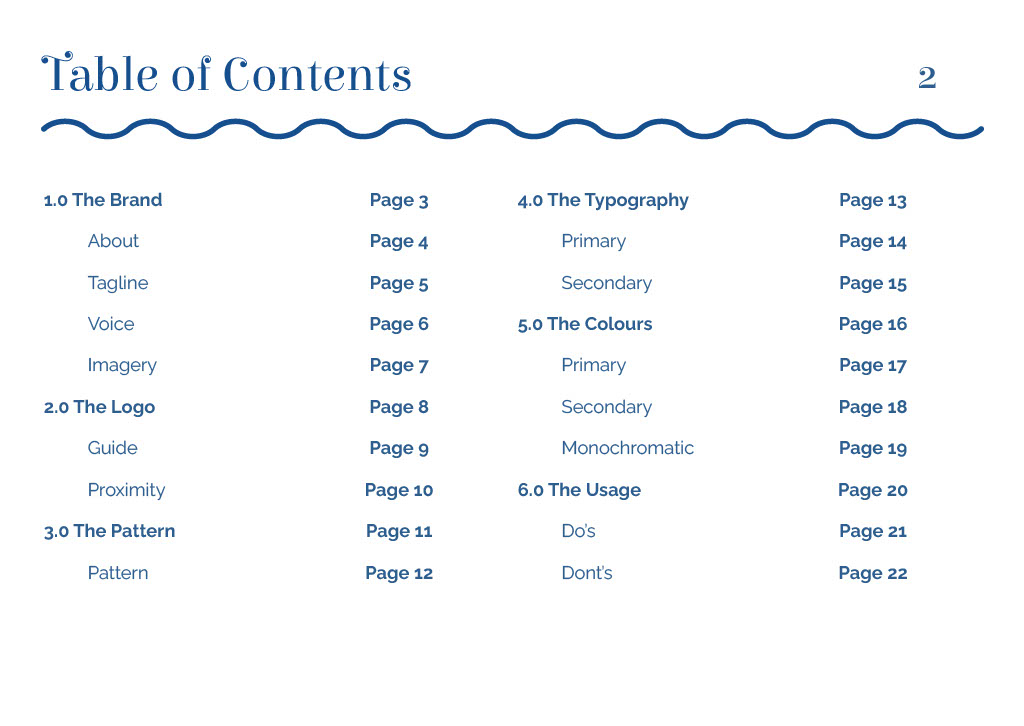 Table of Contents
2
1.0 The Brand Page 3
About Page 4
Tagline Page 5
Voice Page 6
Imagery Page 7
2.0 The Logo Page 8
Guide Page 9
Proximity Page 10
3.0 The Pattern Page 11
Pattern Page 12
4.0 The Typography Page 13
Primary Page 14
Secondary Page 15
5.0 The Colours Page 16
Primary Page 17
Secondary Page 18
Monochromatic Page 19
6.0 The Usage Page 20
Do's Page 21
Dont's Page 22